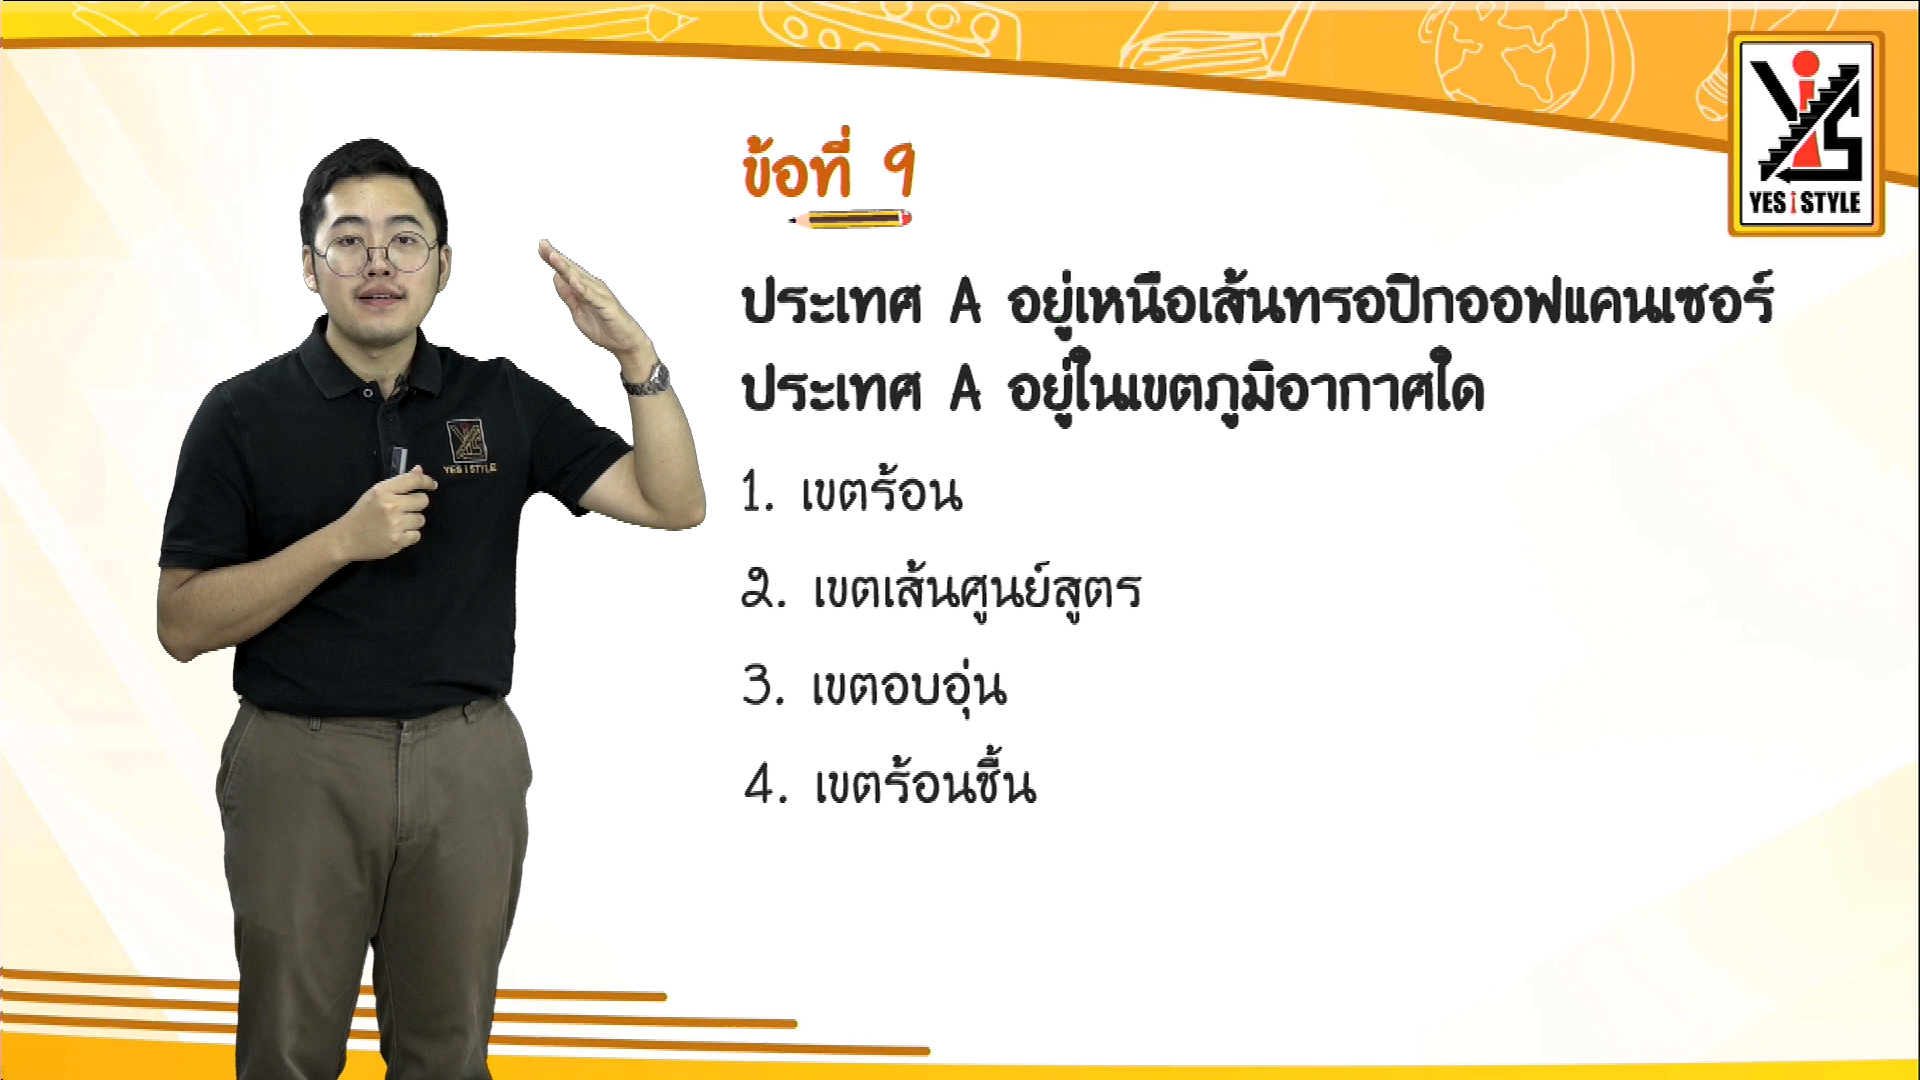 ข้อที่ 9
YES i STYLE
ประเทศ A อยู่เหนือเส้นทรอปิกออฟแคนเซอร์
ประเทศ A อยู่ในเขตภูมิอากาศใด
1. เขตร้อน
2. เขตเส้นศูนย์สูตร
3. เขตอบอุ่น
4. เขตร้อนชื้น
YES i STYLE